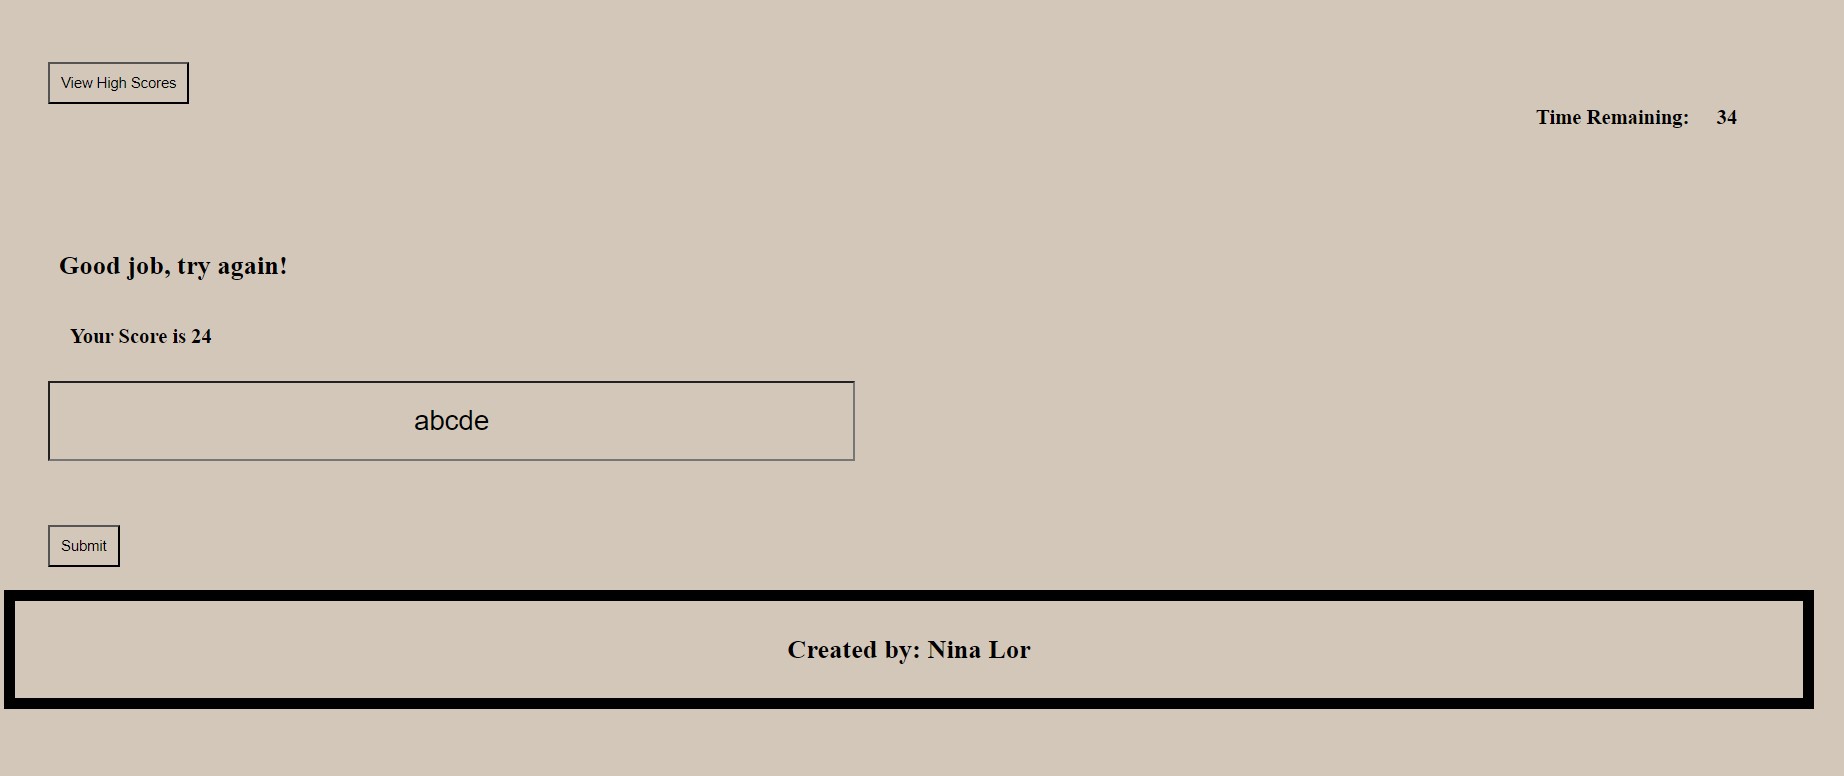 View High Scores
Time Remaining: 34
Good job, try again!
Your Score is 24
abcde
Submit
Created by: Nina Lor